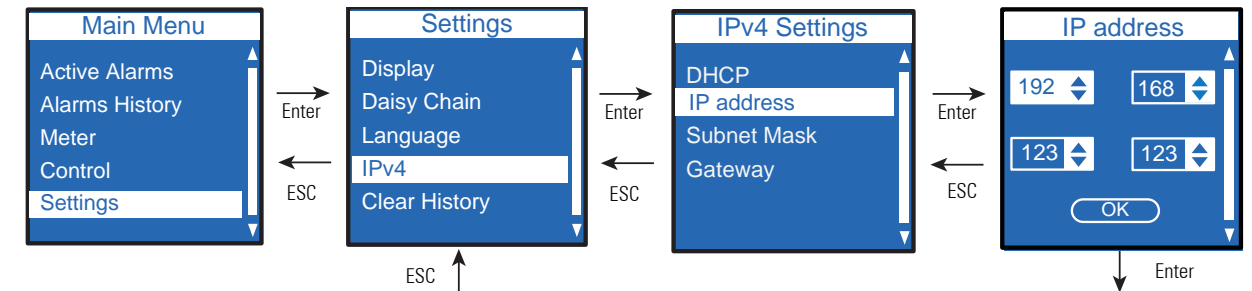 Main Menu
Active Alarms
Alarms History
Meter
Control
Settings
Enter
ESC
Settings
Display
Daisy Chain
Language
IPv4
Clear History
Enter
ESC
IPv4 Settings
DHCP
IP address
Subnet Mask
Gateway
Enter
ESC
IP address
192 168
123 123
OK
ESC
Enter